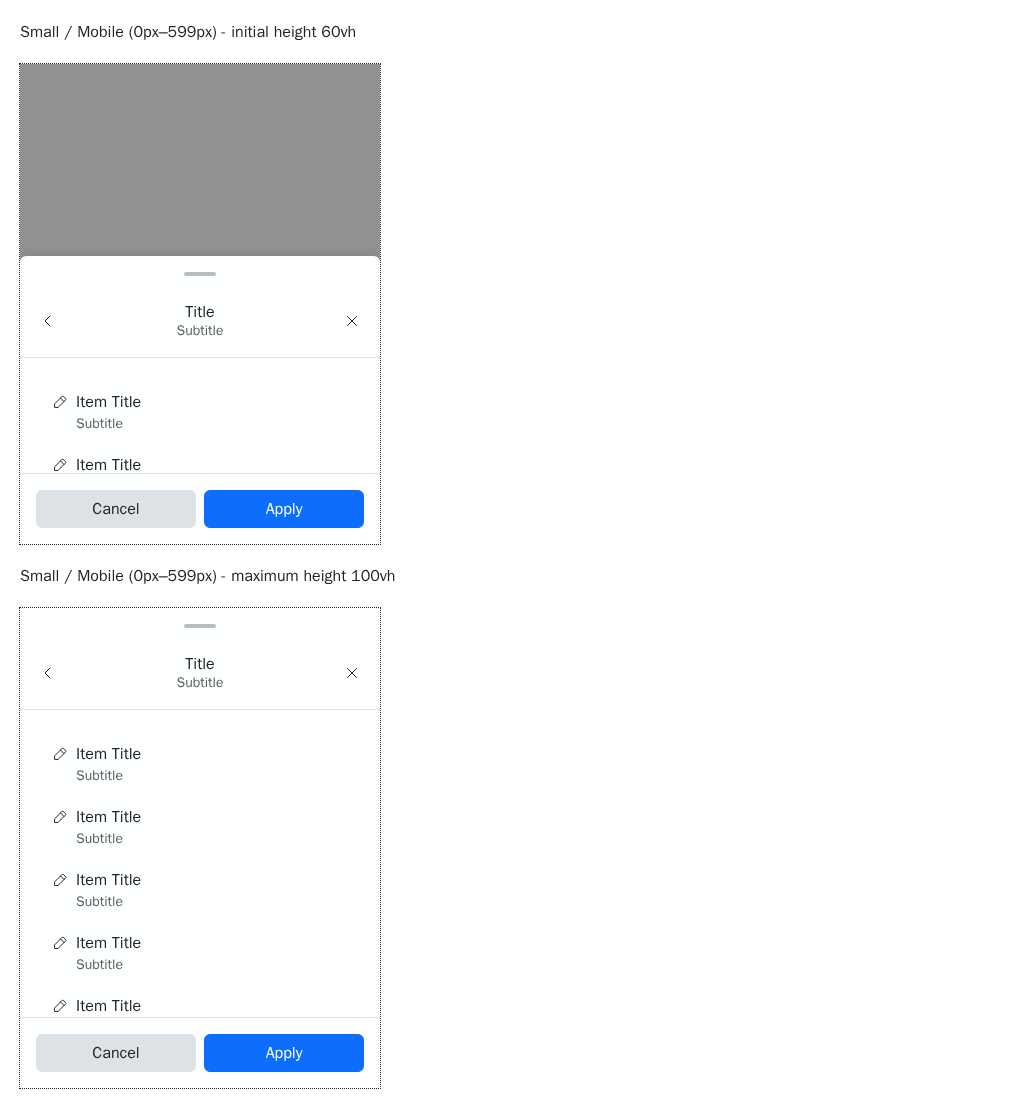 Small / Mobile (0px–599px) - initial height 60vh
Title
Subtitle
Item Title
Subtitle
Item Title
Cancel Apply
Small / Mobile (0px–599px) - maximum height 100vh
Title
Subtitle
Item Title
Subtitle
Item Title
Subtitle
Item Title
Subtitle
Item Title
Subtitle
Item Title
Cancel Apply